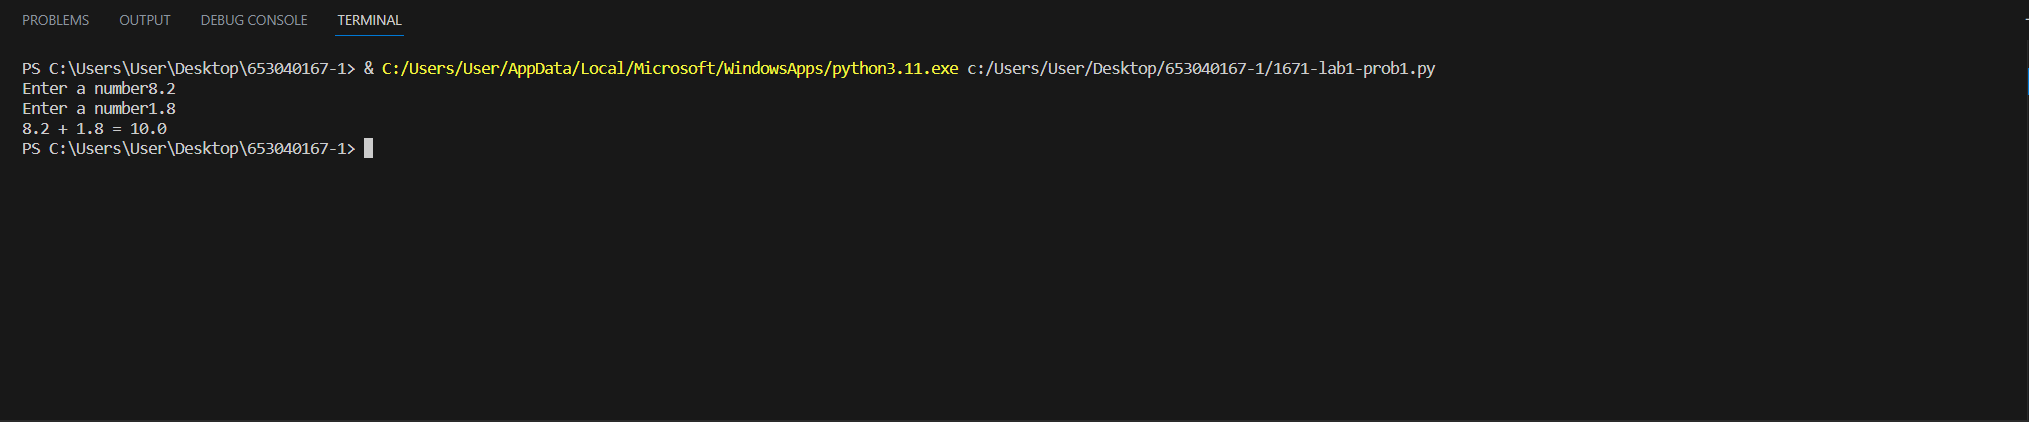 PROBLEMS OUTPUT DEBUG CONSOLE TERMINAL
PS C:\Users\User\Desktop\653040167-1> & C:/Users/User/AppData/Local/Microsoft/WindowsApps/python3.11.exe c:/Users/User/Desktop/653040167-1/1671-lab1-prob1.py
Enter a number8.2
Enter a number1.8
8.2 + 1.8 = 10.0
PS C:\Users\User\Desktop\653040167-1>